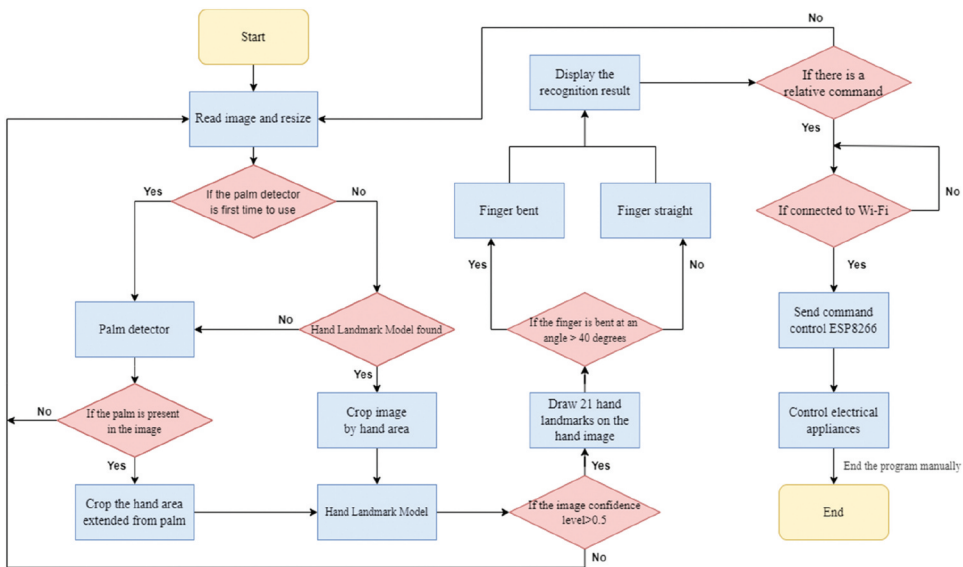 Start
Read image and resize
If the palm detector
is first time to use
Yes
No
Palm detector
No
Hand Landmark Model found
Yes
If the palm is present
in the image
No
Yes
Crop image
by hand area
Crop the hand area
extended from palm
Hand Landmark Model
If the image confidence
level>0.5
No
Yes
Draw 21 hand
landmarks on the
hand image
If the finger is bent at an
angle > 40 degrees
Yes
No
Finger bent
Finger straight
Display the
recognition result
If there is a
relative command
No
Yes
If connected to Wi-Fi
No
Yes
Send command
control ESP8266
Control electrical
appliances
End the program manually
End